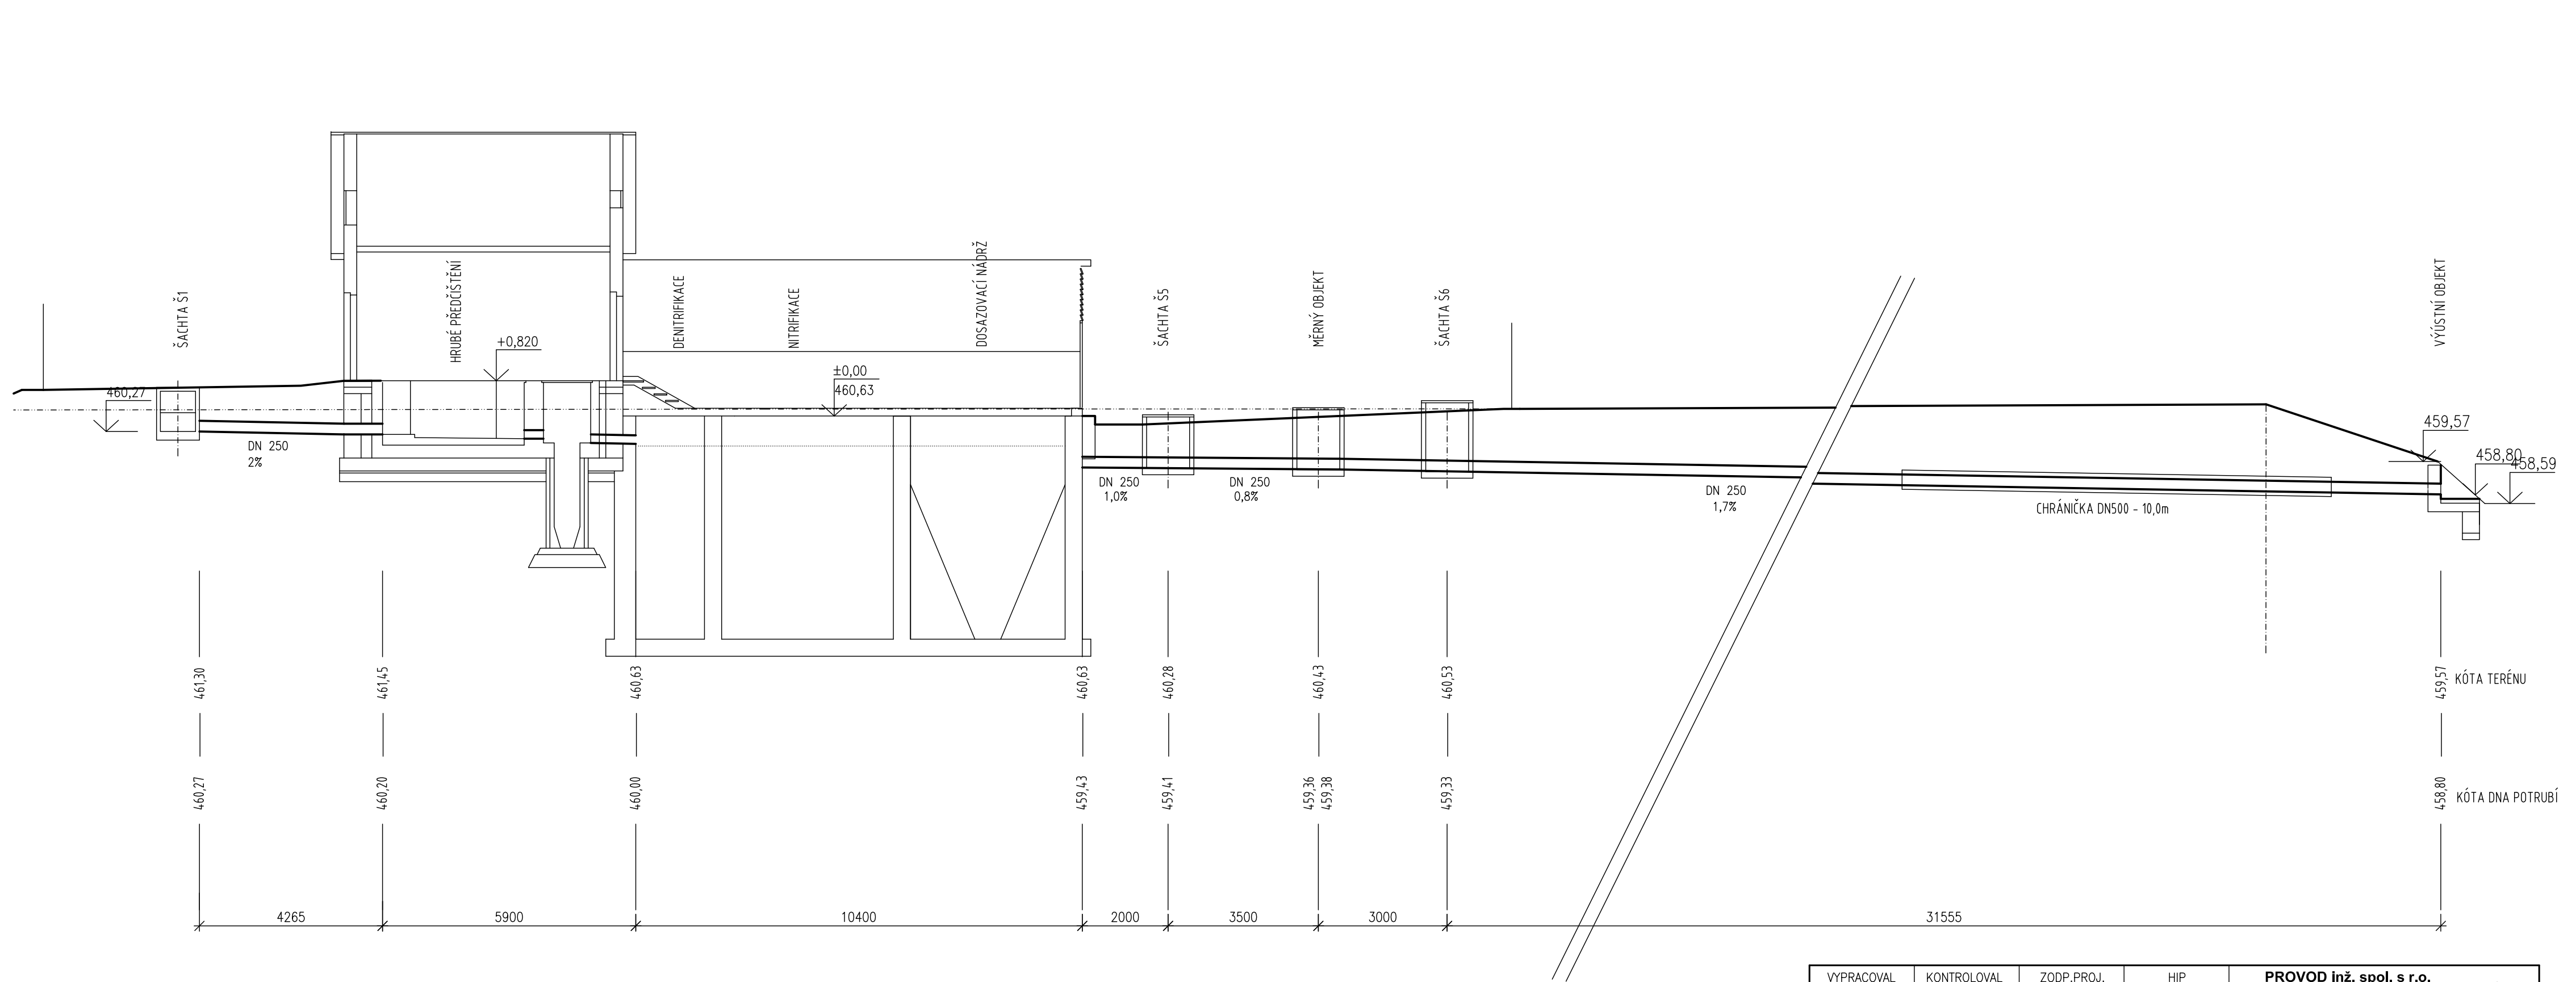 ŠACHTA Š1
HRUBÉ PŘEDČIŠTĚNÍ
DENITRIFIKACE
NITRIFIKACE
DOSAZOVACÍ NÁDRŽ
ŠACHTA Š5
MĚRNÝ OBJEKT
ŠACHTA Š6
VÝÚSTNÍ OBJEKT
+0,820
±0,00
460,63
460,27
459,57
458,80
458,59
DN 250
2%
DN 250
1,0%
DN 250
0,8%
DN 250
1,7%
CHRÁNIČKA DN500 - 10,0m
461,30
461,45
460,63
460,63
460,28
460,43
460,53
459,57
KÓTA TERÉNU
460,27
460,20
460,00
459,43
459,41
459,36
459,38
459,33
458,80
KÓTA DNA POTRUBÍ
4265
5900
10400
2000
3500
3000
31555
VYPRACOVAL KONTROLOVAL ZODP.PROJ. HIP PROVOD inž. spol. s r.o.